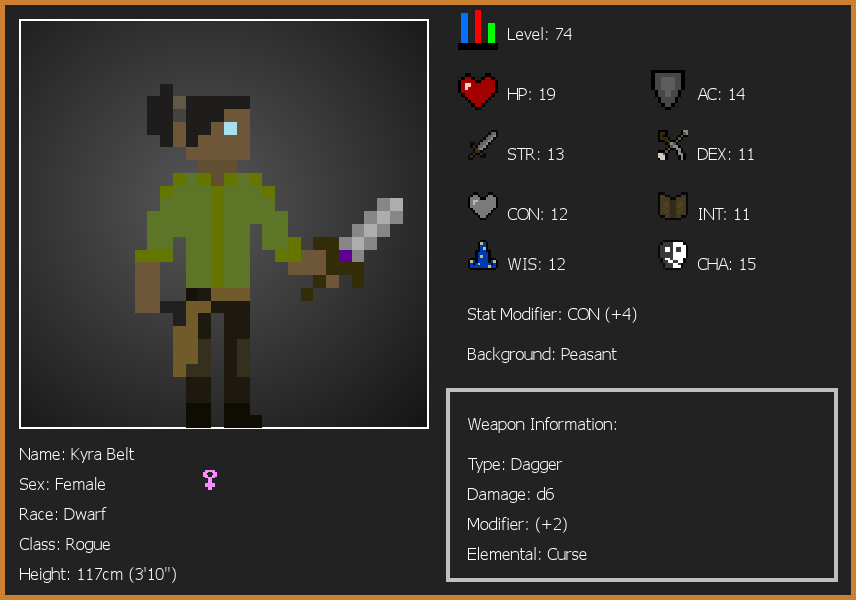 Level: 74
HP: 19
AC: 14
STR: 13
DEX: 11
CON: 12
INT: 11
WIS: 12
CHA: 15
Stat Modifier: CON (+4)
Background: Peasant
Weapon Information:
Type: Dagger
Damage: d6
Modifier: (+2)
Elemental: Curse
Name: Kyra Belt
Sex: Female
Race: Dwarf
Class: Rogue
Height: 117cm (3'10")